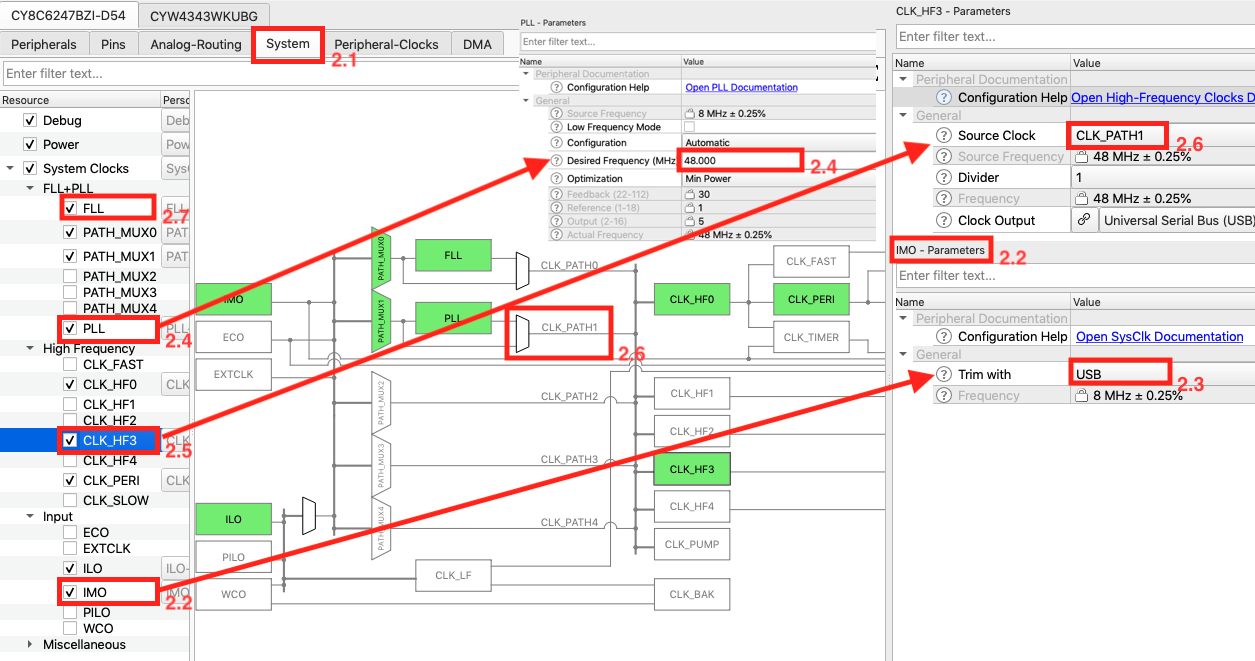 CY8C6247BZI-D54
CYW4343WKUBG
Peripherals
Pins
Analog-Routing
System
2.1
Peripheral-Clocks
DMA
Enter filter text...
Resource
Perso
Debug
Deb
Power
Pow
System Clocks
Sys
FLL+PLL
FLL
FLL-
2.7
PATH_MUX0
PAT
PATH_MUX1
PAT
PATH_MUX2
PATH_MUX3
PATH_MUX4
PLL
PLL-
2.4
High Frequency
CLK_FAST
CLK_HF0
CLK
CLK_HF1
CLK_HF2
CLK_HF3
CLK
2.5
CLK_HF4
CLK_PERI
CLK
CLK_SLOW
Input
ECO
EXTCLK
ILO
ILO-
IMO
IMO
2.2
PILO
WCO
Miscellaneous
PLL - Parameters
Enter filter text...
Name
Value
Peripheral Documentation
Configuration Help
Open PLL Documentation
General
Source Frequency
8 MHz ± 0.25%
Low Frequency Mode
Configuration
Automatic
Desired Frequency (MHz
48.000
2.4
Optimization
Min Power
Feedback (22-112)
30
Reference (1-18)
1
Output (2-16)
5
Actual Frequency
48 MHz ± 0.25%
IMO
ECO
EXTCLK
ILO
PILO
WCO
PATH_MUX0
PATH_MUX1
PATH_MUX2
PATH_MUX3
PATH_MUX4
FLL
PLL
CLK_PATH0
CLK_PATH1
2.6
CLK_PATH2
CLK_PATH3
CLK_PATH4
CLK_LF
CLK_HF0
CLK_FAST
CLK_PERI
CLK_TIMER
CLK_HF1
CLK_HF2
CLK_HF3
CLK_HF4
CLK_PUMP
CLK_BAK
CLK_HF3 - Parameters
Enter filter text...
Name
Value
Peripheral Documentation
Configuration Help
Open High-Frequency Clocks D
General
Source Clock
CLK_PATH1
2.6
Source Frequency
48 MHz ± 0.25%
Divider
1
Frequency
48 MHz ± 0.25%
Clock Output
Universal Serial Bus (USB)
IMO - Parameters
2.2
Enter filter text...
Name
Value
Peripheral Documentation
Configuration Help
Open SysClk Documentation
General
Trim with
USB
2.3
Frequency
8 MHz ± 0.25%